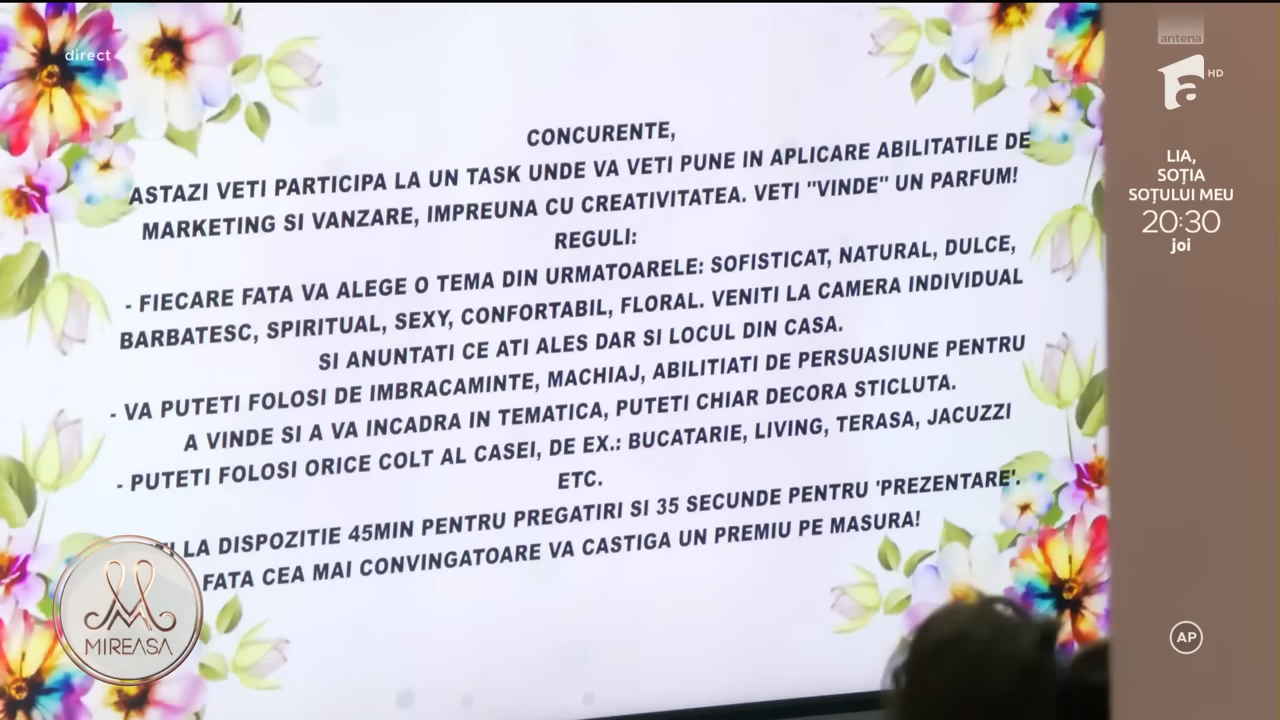 direct
CONCURENTE,
ASTAZI VETI PARTICIPA LA UN TASK UNDE VA VETI PUNE IN APLICARE ABILITATILE DE
MARKETING SI VANZARE, IMPREUNA CU CREATIVITATEA. VETI "VINDE" UN PARFUM!
REGULI:
- FIECARE FATA VA ALEGE O TEMA DIN URMATOARELE: SOFISTICAT, NATURAL, DULCE,
BARBATESC, SPIRITUAL, SEXY, CONFORTABIL, FLORAL. VENITI LA CAMERA INDIVIDUAL
SI ANUNTATI CE ATI ALES DAR SI LOCUL DIN CASA.
- VA PUTETI FOLOSI DE IMBRACAMINTE, MACHIAJ, ABILITIATI DE PERSUASIUNE PENTRU
A VINDE SI A VA INCADRA IN TEMATICA, PUTETI CHIAR DECORA STICLUTA.
- PUTETI FOLOSI ORICE COLT AL CASEI, DE EX.: BUCATARIE, LIVING, TERASA, JACUZZI
ETC.
LA DISPOZITIE 45MIN PENTRU PREGATIRI SI 35 SECUNDE PENTRU 'PREZENTARE'.
FATA CEA MAI CONVINGATOARE VA CASTIGA UN PREMIU PE MASURA!
MIREASA
antena
a HD
LIA,
SOȚIA
SOȚULUI MEU
20:30
joi
AP